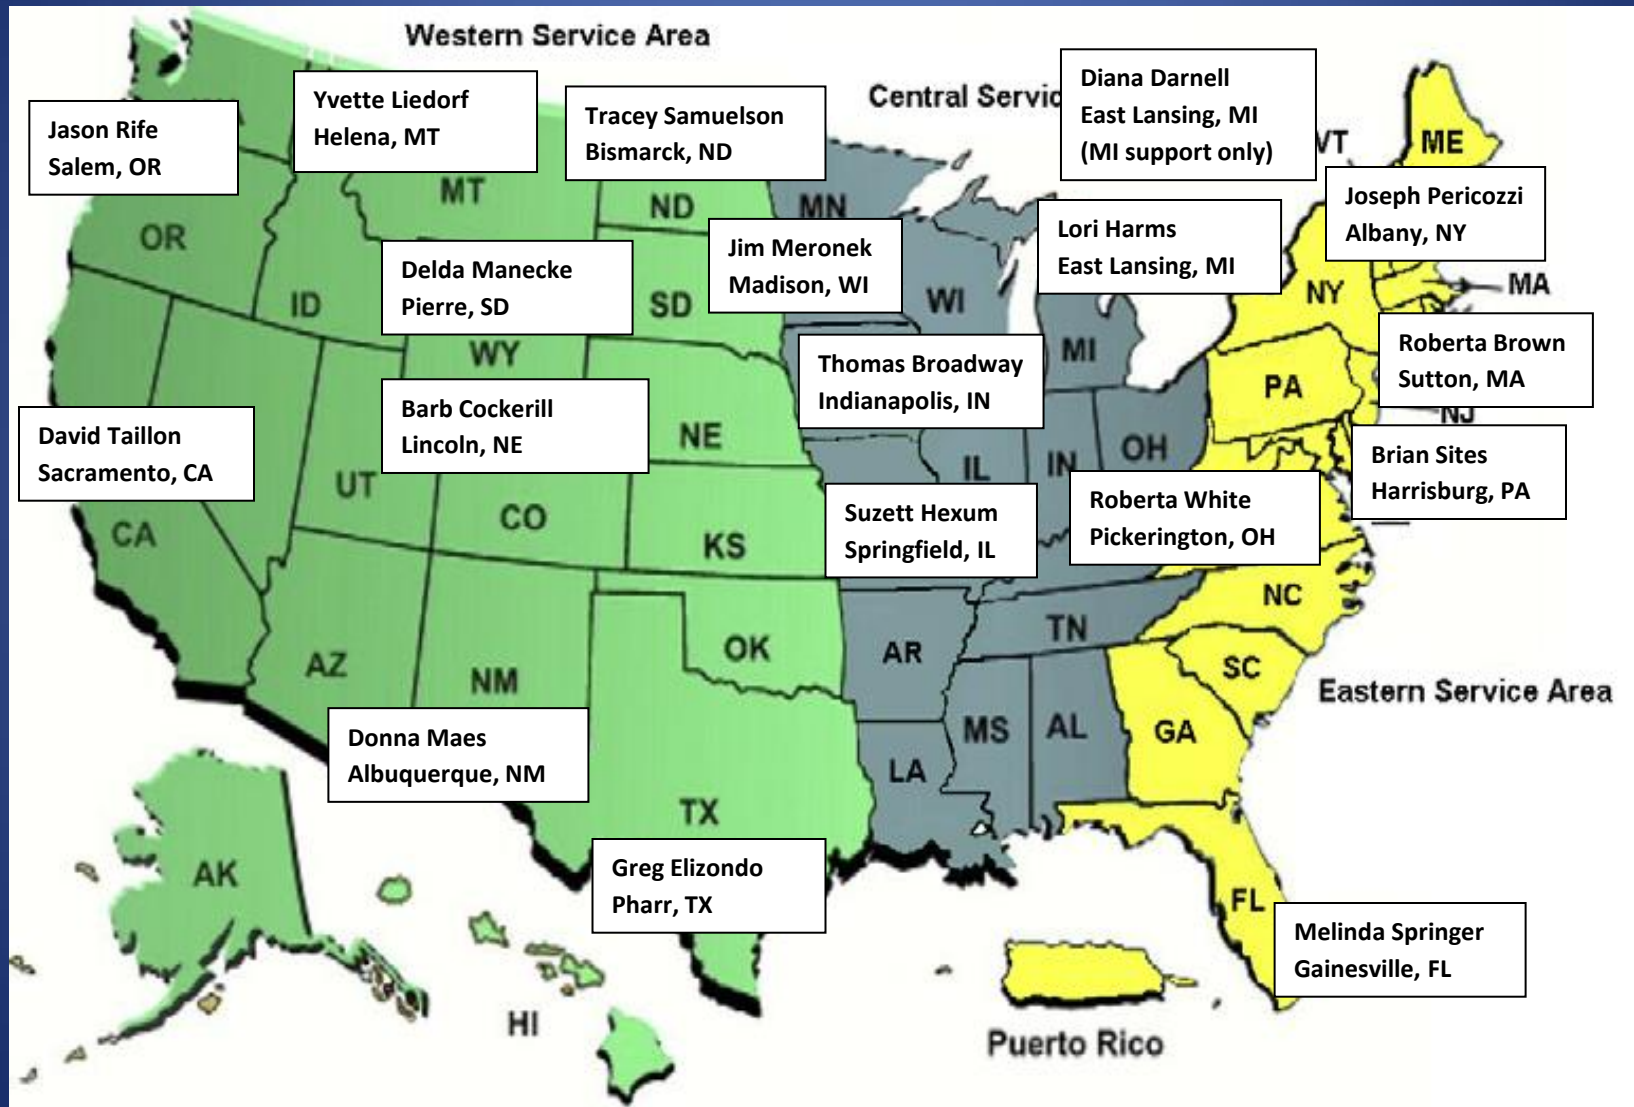 Western Service Area
Central Servic
Diana Darnell
East Lansing, MI
(MI support only)
Yvette Liedorf
Helena, MT
Tracey Samuelson
Bismarck, ND
Jason Rife
Salem, OR
VT
ME
Joseph Pericozzi
Albany, NY
MT
ND
MN
Lori Harms
East Lansing, MI
OR
Jim Meronek
Madison, WI
Delda Manecke
Pierre, SD
ID
SD
WI
NY
MA
WY
MI
Roberta Brown
Sutton, MA
Thomas Broadway
Indianapolis, IN
PA
NJ
David Taillon
Sacramento, CA
Barb Cockerill
Lincoln, NE
NE
IL
IN
OH
Brian Sites
Harrisburg, PA
UT
CO
Suzett Hexum
Springfield, IL
Roberta White
Pickerington, OH
CA
KS
NC
AZ
NM
OK
AR
TN
SC
Eastern Service Area
Donna Maes
Albuquerque, NM
MS
AL
GA
LA
TX
AK
Greg Elizondo
Pharr, TX
FL
Melinda Springer
Gainesville, FL
HI
Puerto Rico